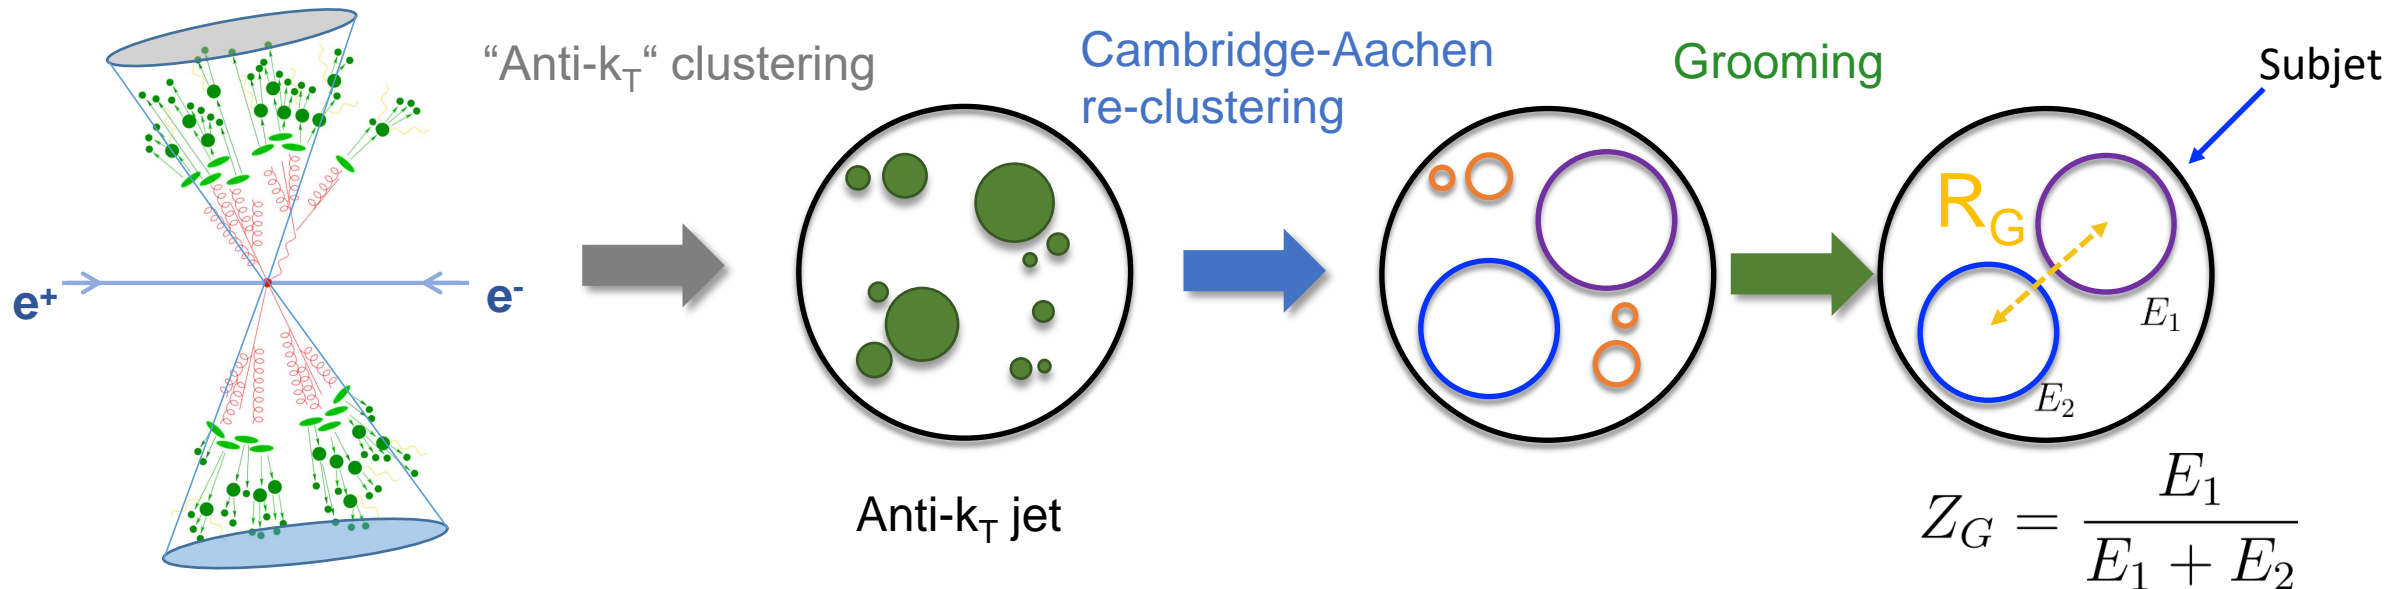 “Anti-kT“ clustering
Cambridge-Aachen
re-clustering
Grooming
Subjet
e+
e-
RG
E1
E2
Anti-kT jet
ZG = E1 / (E1 + E2)